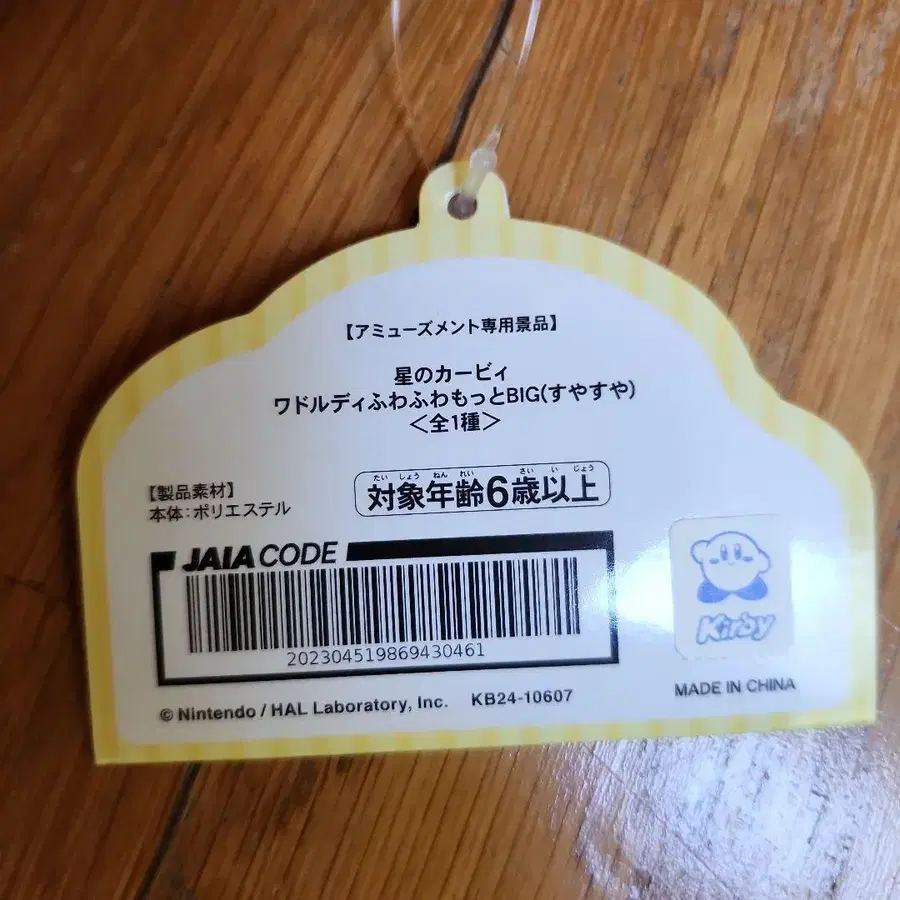 【アミューズメント専用景品】
星のカービィ
ワドルディふわふわもっとBIG(すやすや)
＜全1種＞
【製品素材】
本体：ポリエステル
たいしょうねんれい さいいじょう
対象年齢6歳以上
JAIA CODE
202304519869430461
Kirby
© Nintendo / HAL Laboratory, Inc. KB24-10607
MADE IN CHINA